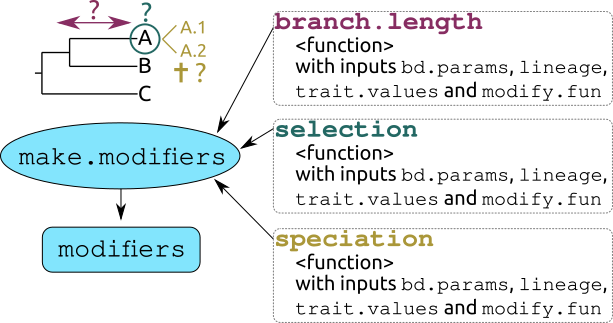 ? ?
A
A.1
A.2
B
† ?
C
make.modifiers
modifiers
branch.length
<function>
with inputs bd.params, lineage,
trait.values and modify.fun
selection
<function>
with inputs bd.params, lineage,
trait.values and modify.fun
speciation
<function>
with inputs bd.params, lineage,
trait.values and modify.fun